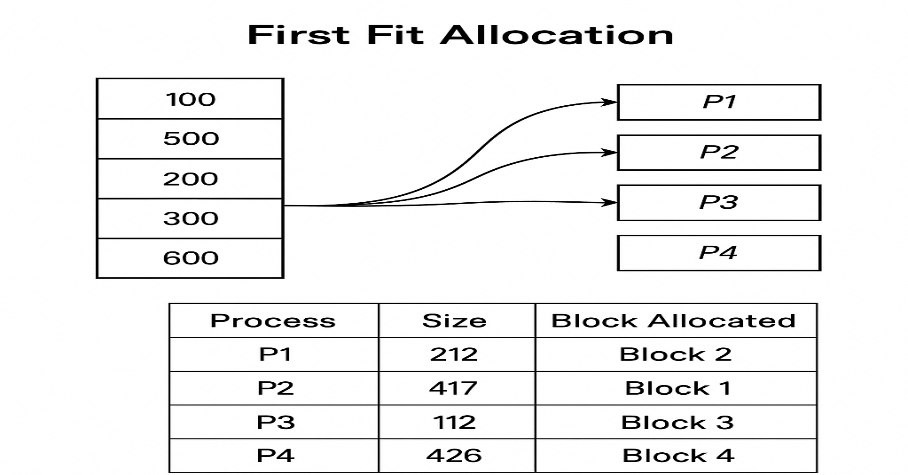 First Fit Allocation
100
500
200
300
600
P1
P2
P3
P4
Process Size Block Allocated
P1 212 Block 2
P2 417 Block 1
P3 112 Block 3
P4 426 Block 4